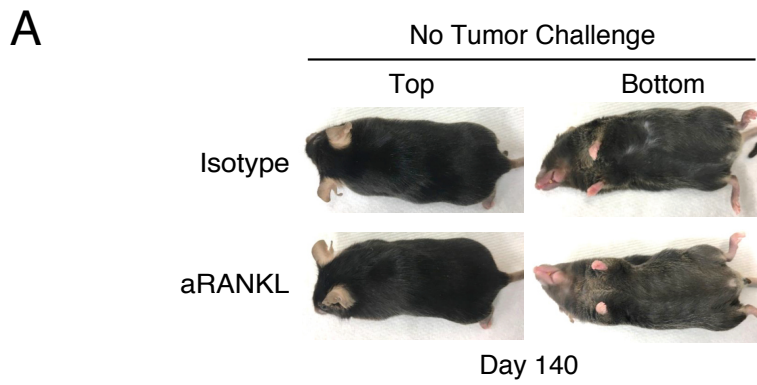 A
No Tumor Challenge
Top
Bottom
Isotype
aRANKL
Day 140